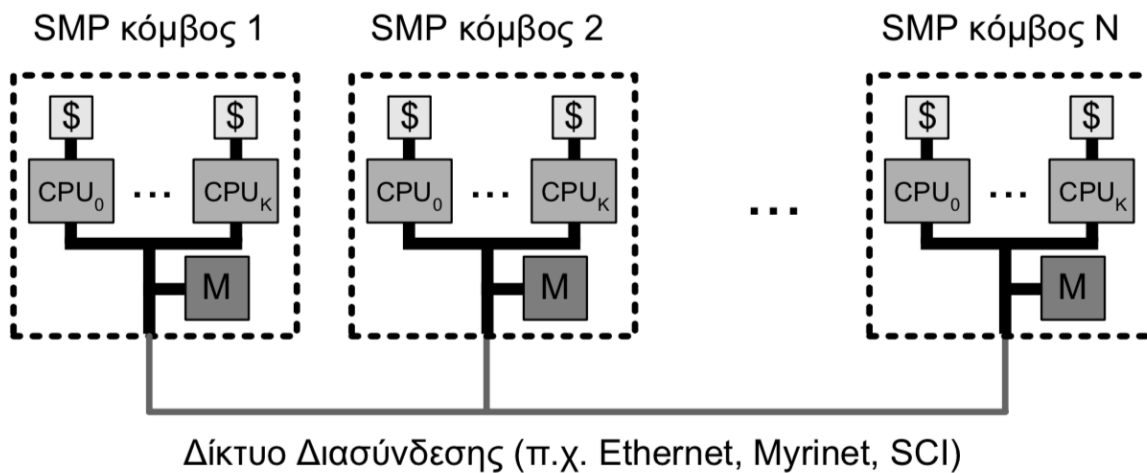 SMP κόμβος 1 SMP κόμβος 2 SMP κόμβος N
$ $ $ $ $ $
CPU0 ... CPUK CPU0 ... CPUK ... CPU0 ... CPUK
M M M
Δίκτυο Διασύνδεσης (π.χ. Ethernet, Myrinet, SCI)